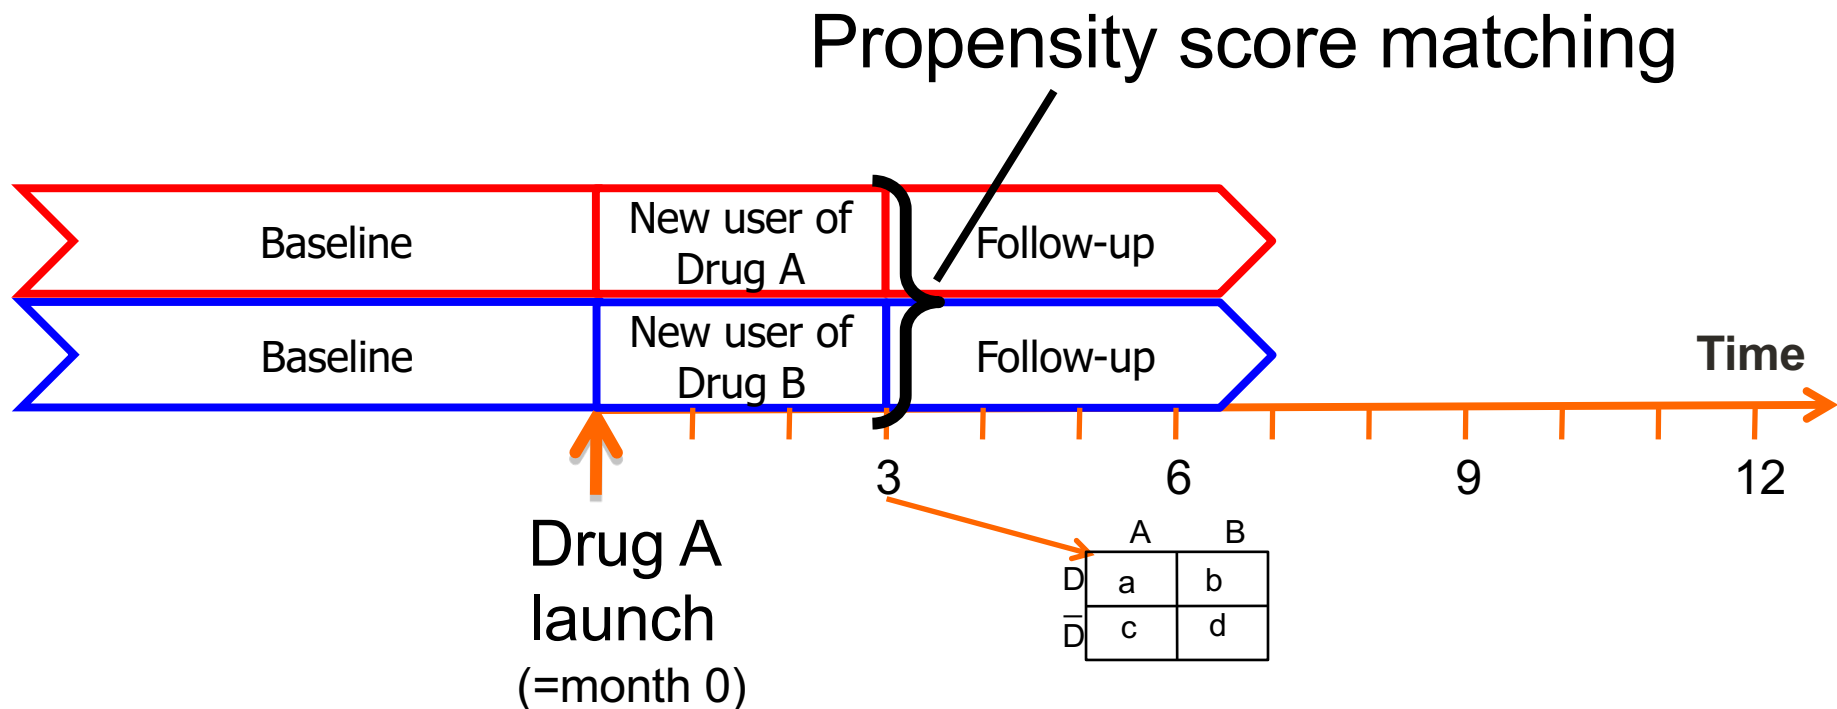 Propensity score matching
Baseline
New user of
Drug A
Follow-up
Baseline
New user of
Drug B
Follow-up
Time
3
6
9
12
Drug A
launch
(=month 0)
A B
D a b
D̅ c d